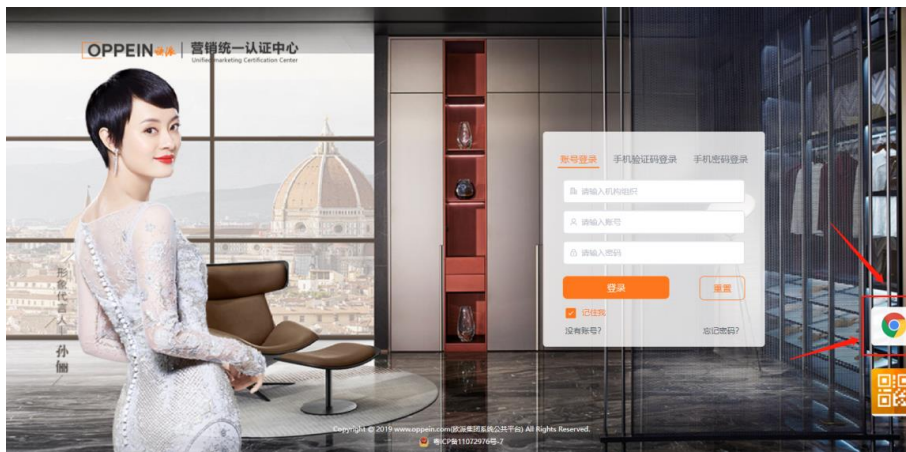 OPPEIN欧派 | 营销统一认证中心
Unified marketing Certification Center
账号登录 手机验证码登录 手机密码登录
请输入机构组织
请输入账号
请输入密码
登录 重置
记住我
没有账号? 忘记密码?
形象代言人
孙俪
Copyright © 2019 www.oppein.com(欧派集团系统公共平台) All Rights Reserved.
粤ICP备11072976号-7